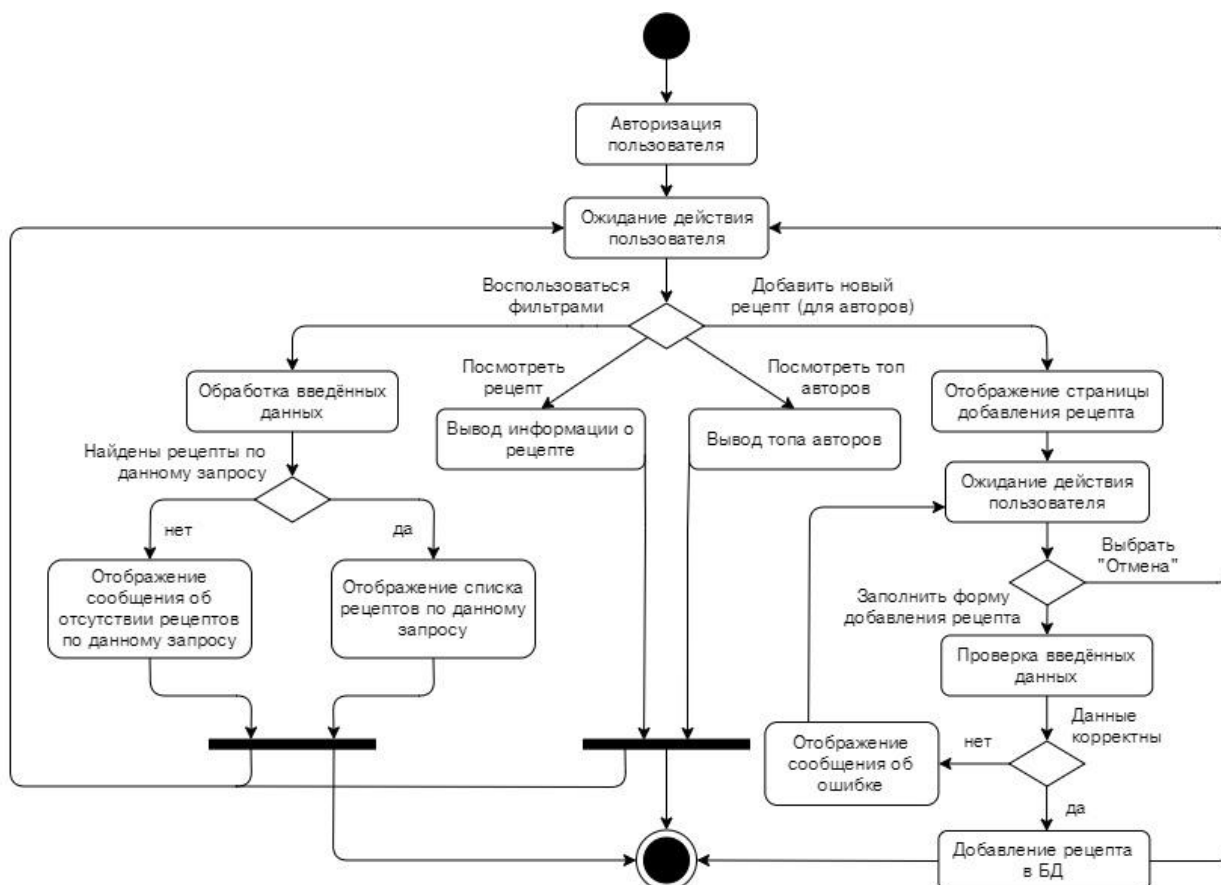 Авторизация
пользователя
Ожидание действия
пользователя
Воспользоваться
фильтрами
Добавить новый
рецепт (для авторов)
Посмотреть
рецепт
Посмотреть топ
авторов
Обработка введённых
данных
Вывод информации о
рецепте
Вывод топа авторов
Отображение страницы
добавления рецепта
Найдены рецепты по
данному запросу
нет
да
Ожидание действия
пользователя
Выбрать
"Отмена"
Отображение
сообщения об
отсутствии рецептов
по данному запросу
Отображение списка
рецептов по данному
запросу
Заполнить форму
добавления рецепта
Проверка введённых
данных
Данные
корректны
нет
Отображение
сообщения об
ошибке
да
Добавление рецепта
в БД